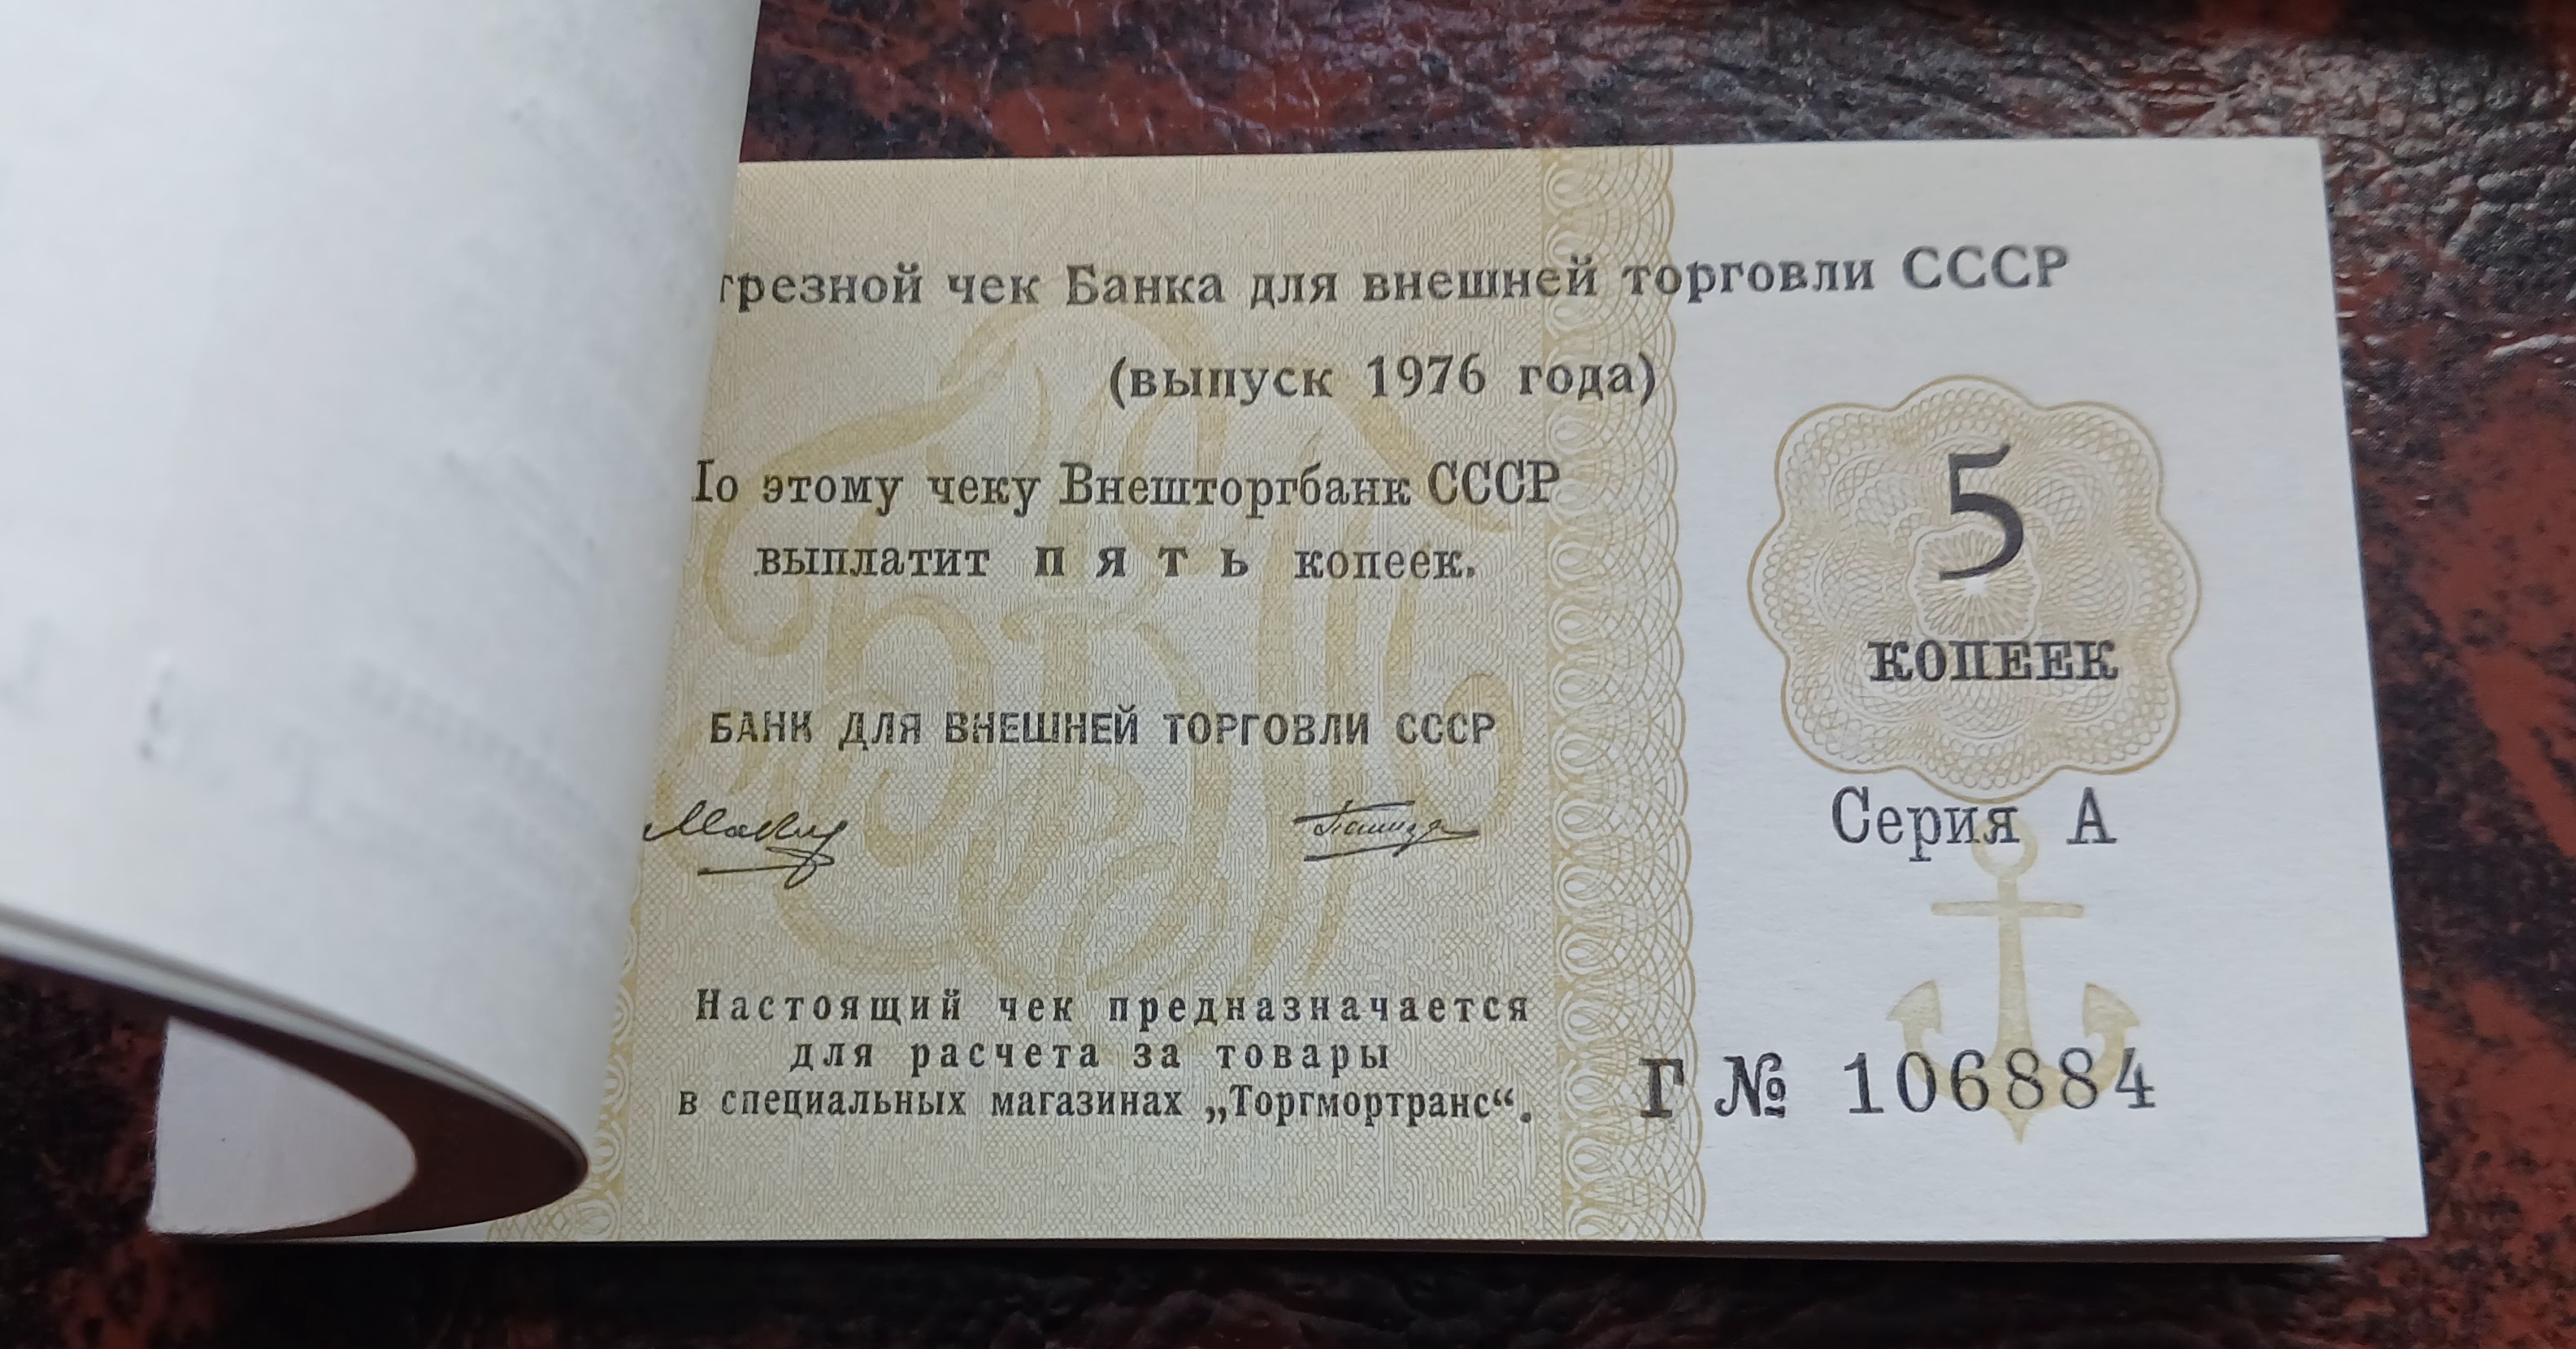 трезной чек Банка для внешней торговли СССР
(выпуск 1976 года)
По этому чеку Внешторгбанк СССР
выплатит пять копеек.
5
КОПЕЕК
БАНК ДЛЯ ВНЕШНЕЙ ТОРГОВЛИ СССР
Серия А
Настоящий чек предназначается
для расчета за товары
в специальных магазинах „Торгмортранс“.
Г № 106884